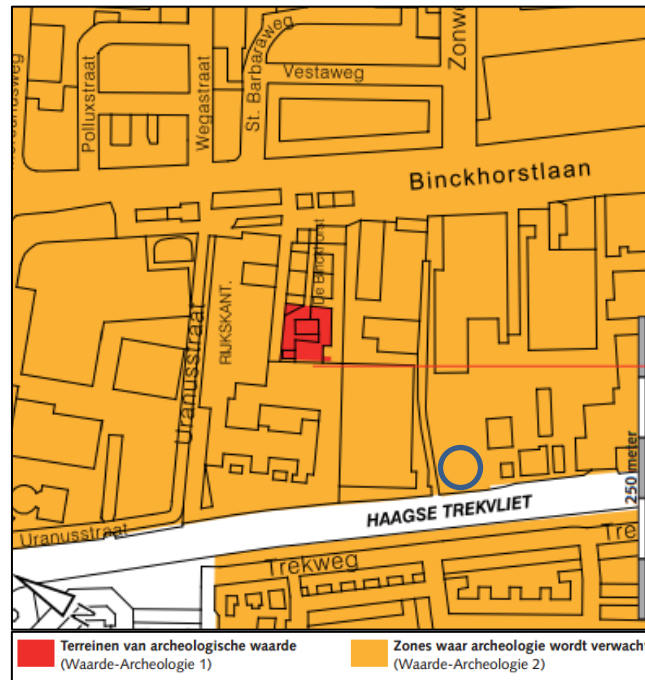 Polluxstraat
Wegastraat
St. Barbaraweg
Vestaweg
Zonwe
Binckhorstlaan
De Binckhorst
RIJKSKANT.
Uranusstraat
250 meter
HAAGSE TREKVLIET
Uranusstraat
Trekweg
Tre
Terreinen van archeologische waarde
(Waarde-Archeologie 1)
Zones waar archeologie wordt verwach
(Waarde-Archeologie 2)